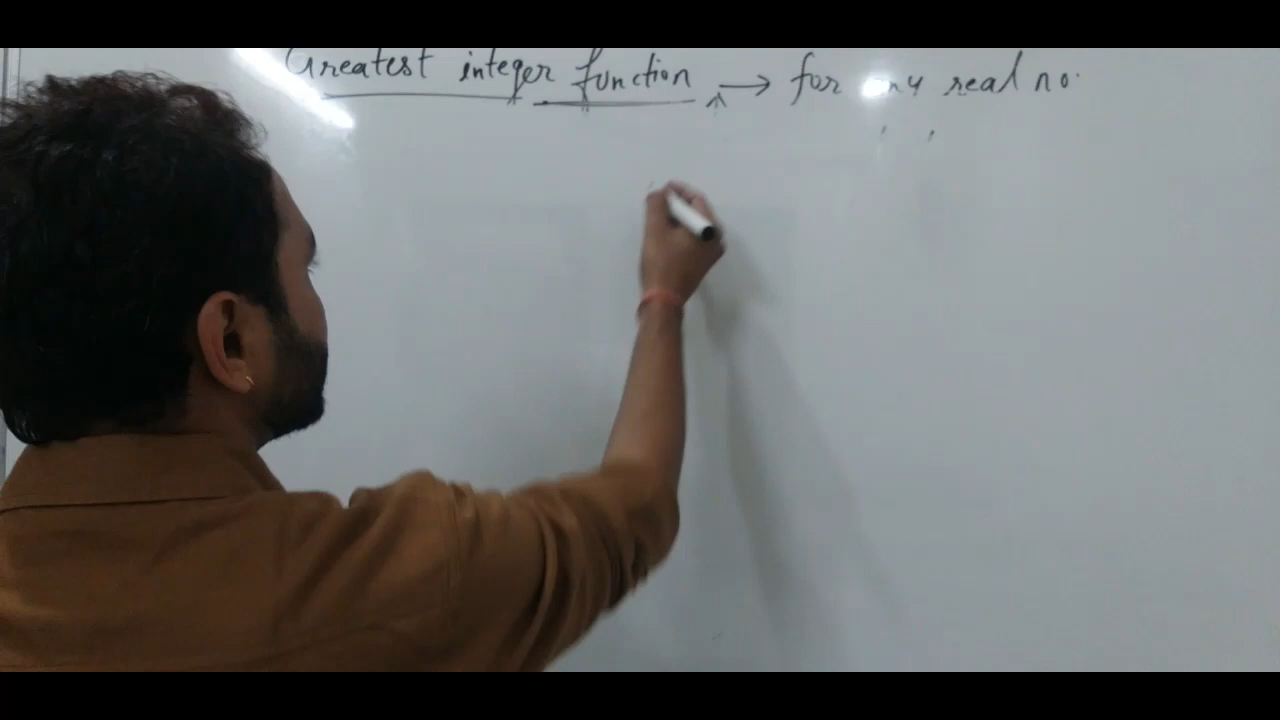 Greatest integer function → for any real no.